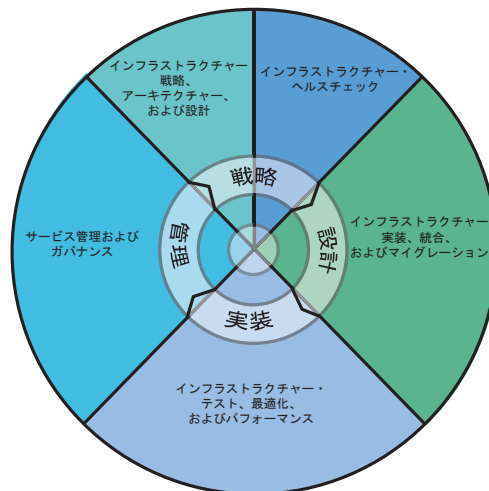 インフラストラクチャー
戦略、
アーキテクチャー、
および設計
インフラストラクチャー・
ヘルスチェック
戦略
サービス管理および
ガバナンス
管理
設計
インフラストラクチャー
実装、統合、
およびマイグレーション
実装
インフラストラクチャー・
テスト、最適化、
およびパフォーマンス